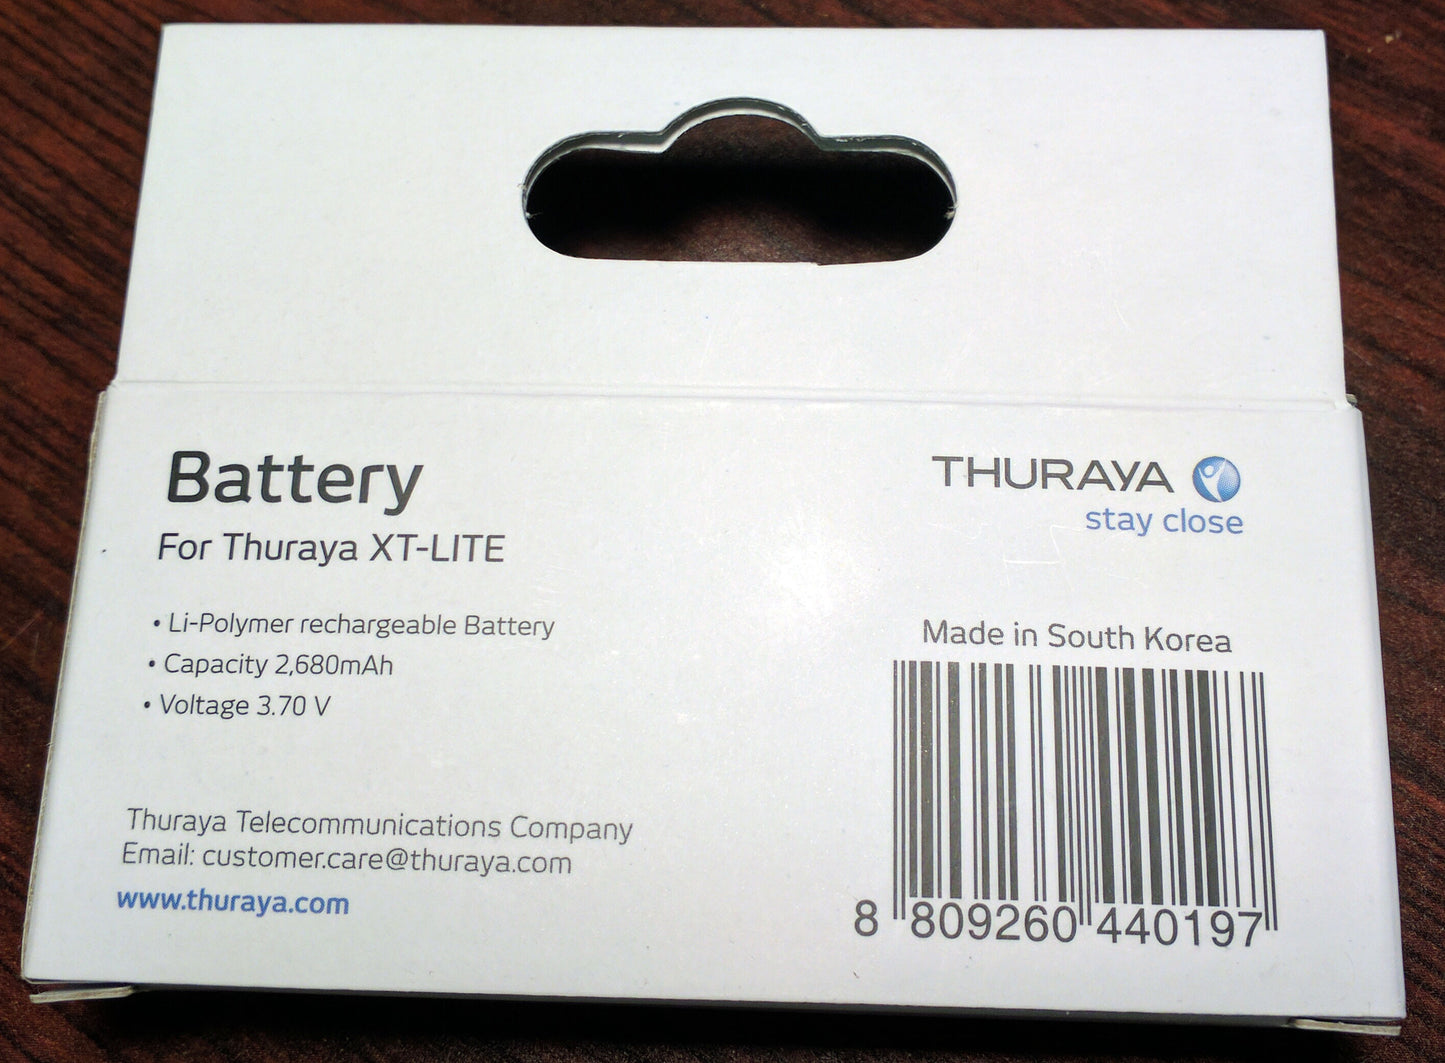 Battery
For Thuraya XT-LITE
• Li-Polymer rechargeable Battery
• Capacity 2,680mAh
• Voltage 3.70 V
Thuraya Telecommunications Company
Email: customer.care@thuraya.com
www.thuraya.com
THURAYA
stay close
Made in South Korea
8 809260 440197